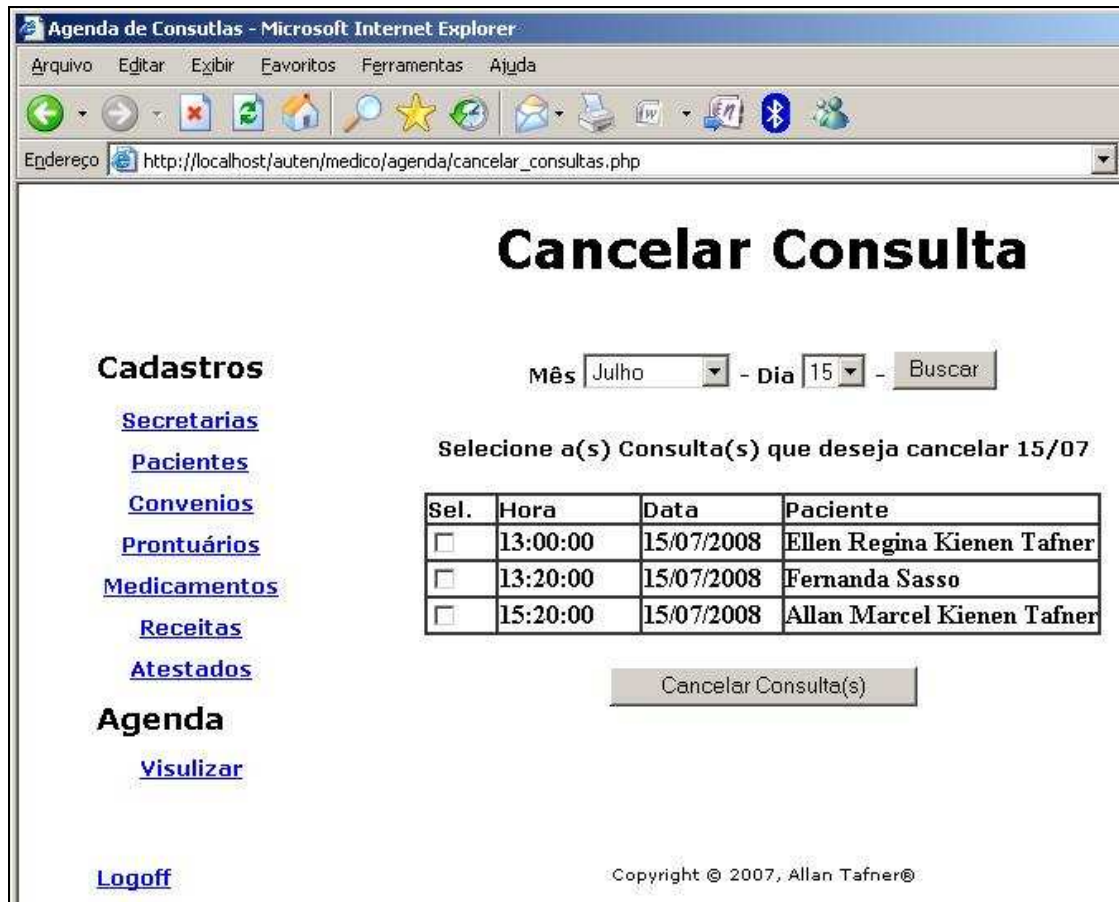 Agenda de Consutlas - Microsoft Internet Explorer
Arquivo Editar Exibir Favoritos Ferramentas Ajuda
Endereço http://localhost/auten/medico/agenda/cancelar_consultas.php
Cancelar Consulta
Cadastros
Secretarias
Pacientes
Convenios
Prontuários
Medicamentos
Receitas
Atestados
Agenda
Visulizar
Logoff
Mês Julho - Dia 15 - Buscar
Selecione a(s) Consulta(s) que deseja cancelar 15/07
Sel. Hora Data Paciente
13:00:00 15/07/2008 Ellen Regina Kienen Tafner
13:20:00 15/07/2008 Fernanda Sasso
15:20:00 15/07/2008 Allan Marcel Kienen Tafner
Cancelar Consulta(s)
Copyright © 2007, Allan Tafner®